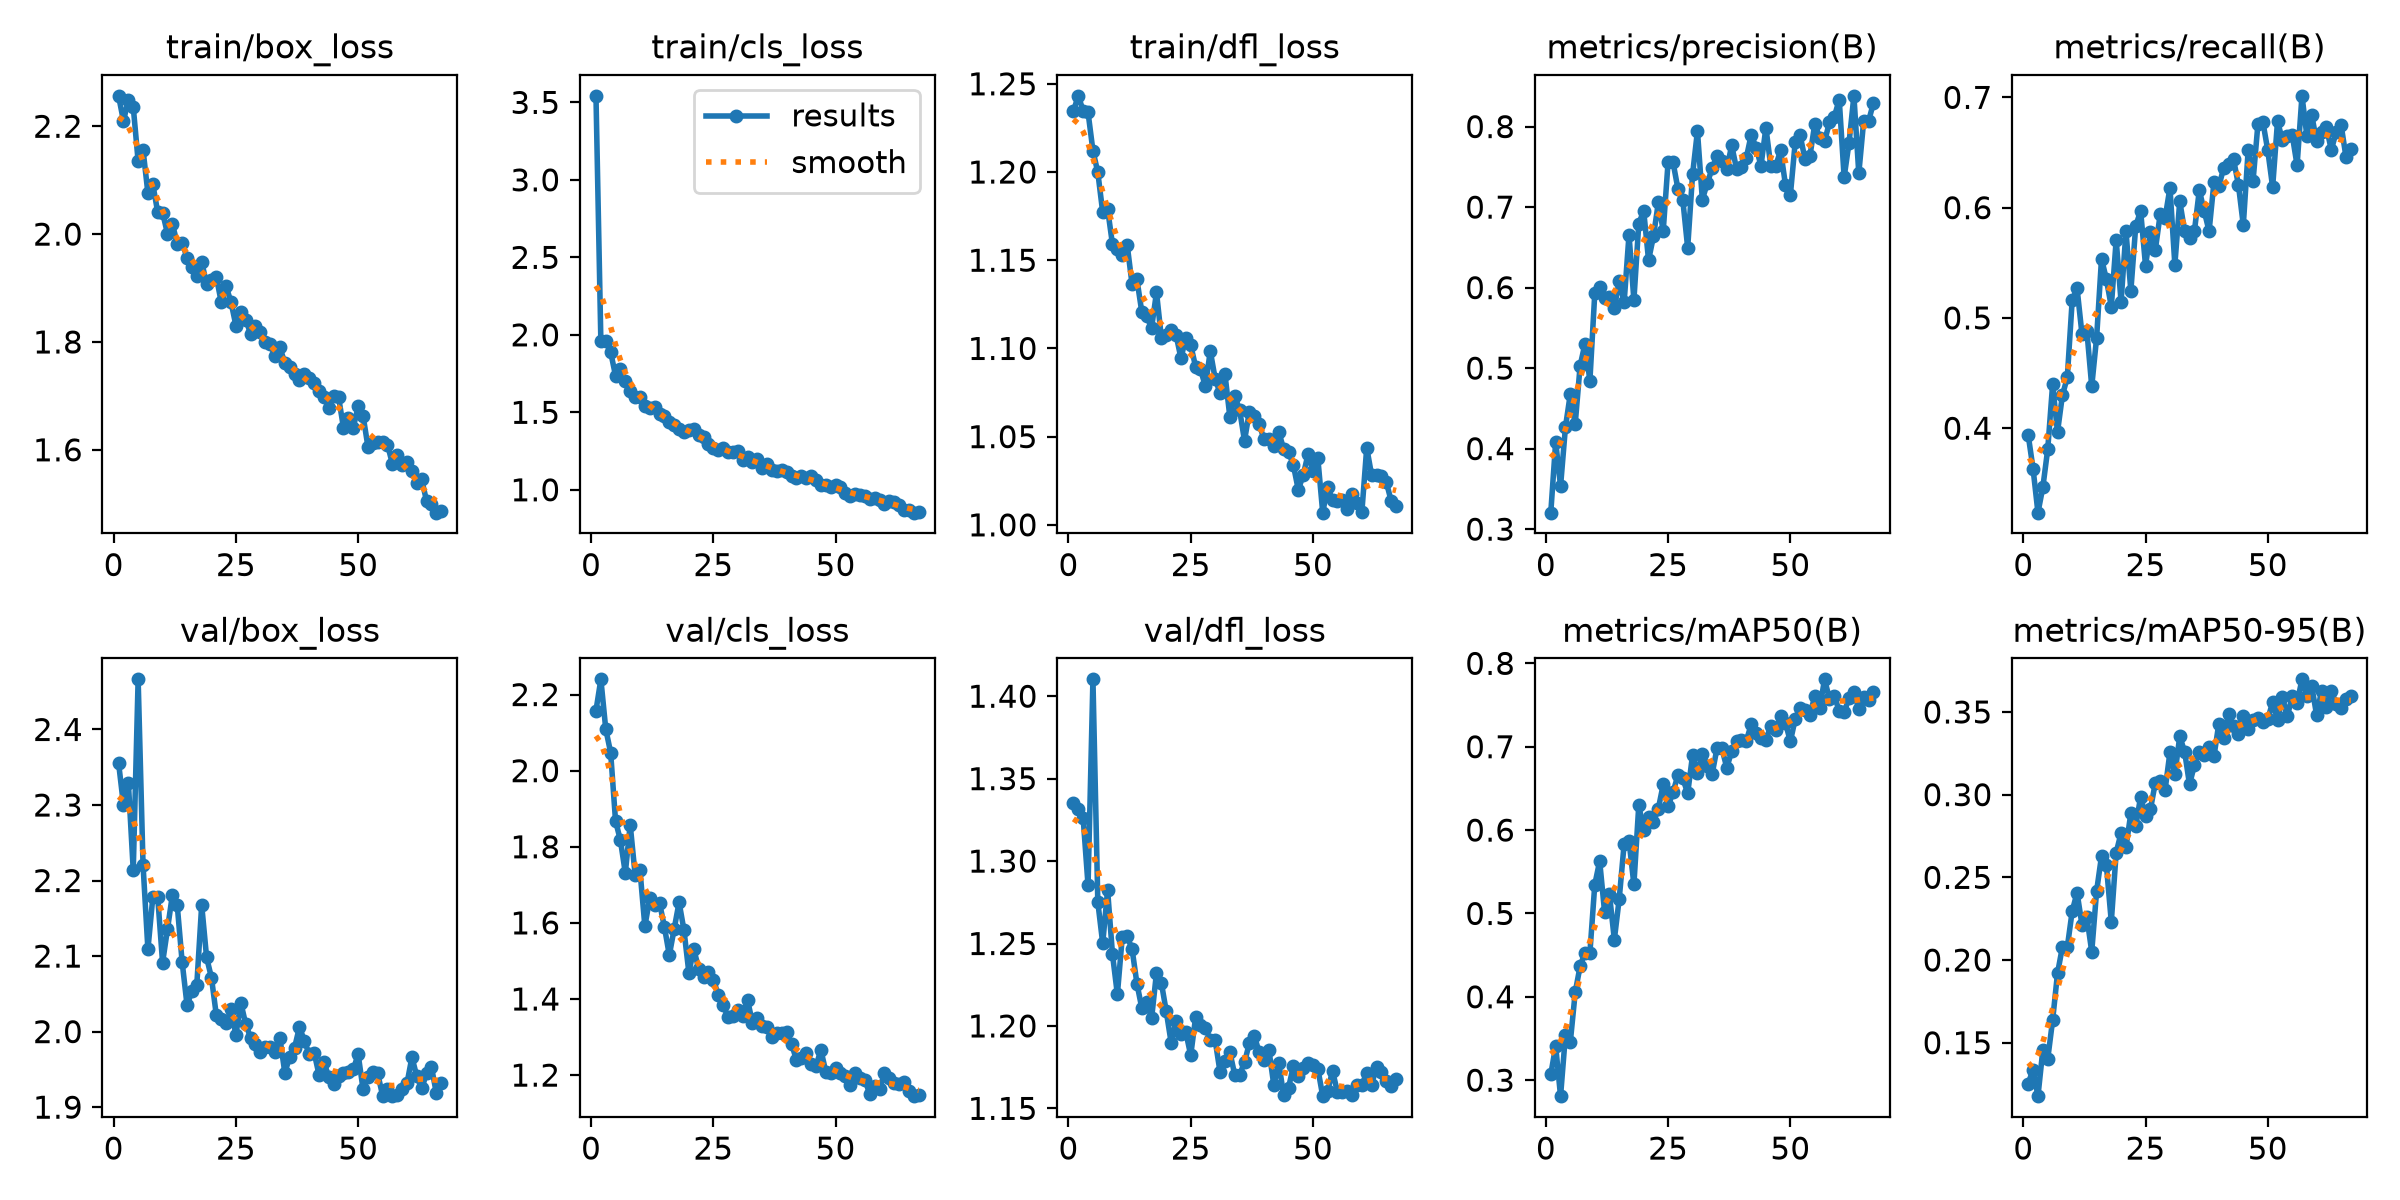 train/box_loss
2.2
2.0
1.8
1.6
0 25 50
train/cls_loss
results
smooth
3.5
3.0
2.5
2.0
1.5
1.0
0 25 50
train/dfl_loss
1.25
1.20
1.15
1.10
1.05
1.00
0 25 50
metrics/precision(B)
0.8
0.7
0.6
0.5
0.4
0.3
0 25 50
metrics/recall(B)
0.7
0.6
0.5
0.4
0 25 50
val/box_loss
2.4
2.3
2.2
2.1
2.0
1.9
0 25 50
val/cls_loss
2.2
2.0
1.8
1.6
1.4
1.2
0 25 50
val/dfl_loss
1.40
1.35
1.30
1.25
1.20
1.15
0 25 50
metrics/mAP50(B)
0.8
0.7
0.6
0.5
0.4
0.3
0 25 50
metrics/mAP50-95(B)
0.35
0.30
0.25
0.20
0.15
0 25 50